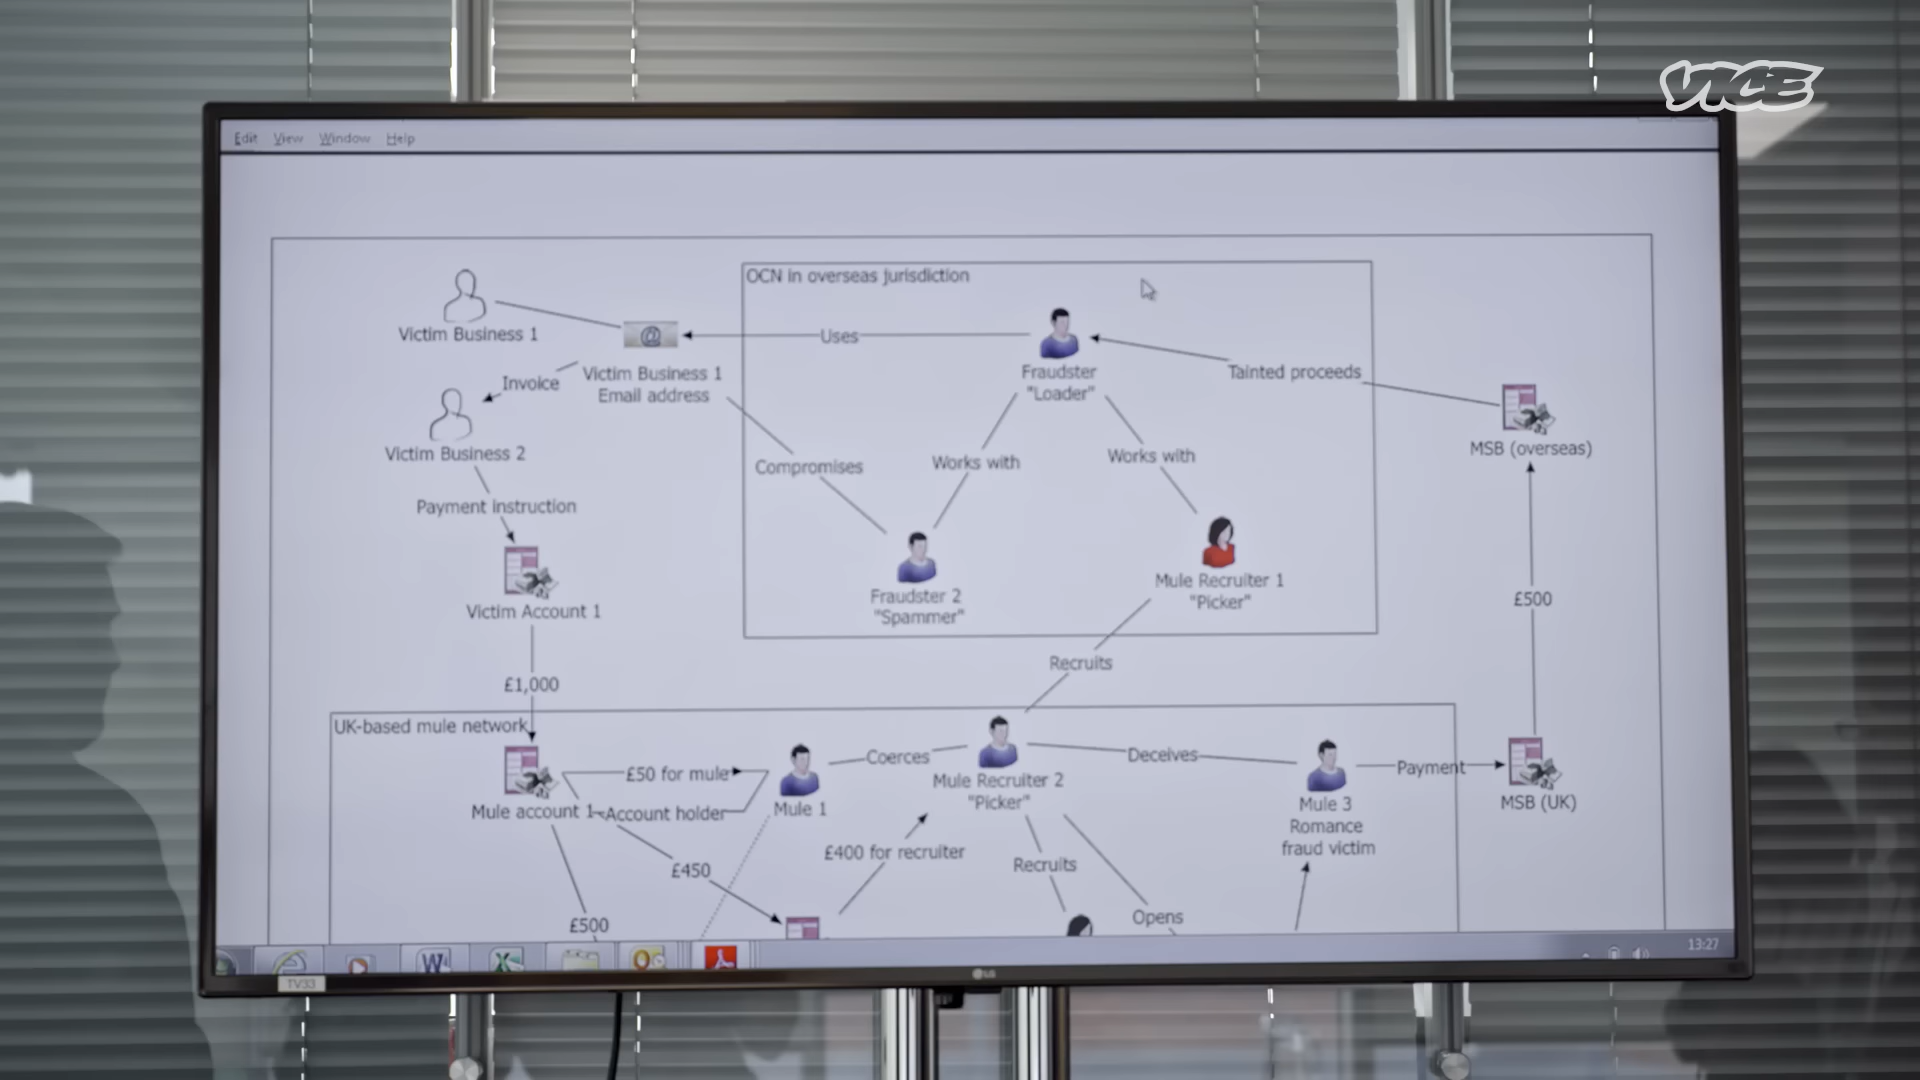 VICE
Edit View Window Help
OCN in overseas jurisdiction
Victim Business 1
@
Uses
Fraudster
"Loader"
Tainted proceeds
Invoice
Victim Business 1
Email address
MSB (overseas)
Victim Business 2
Compromises
Works with
Works with
Payment instruction
Mule Recruiter 1
"Picker"
Fraudster 2
"Spammer"
£500
Victim Account 1
Recruits
£1,000
UK-based mule network
£50 for mule
Coerces
Deceives
Payment
Mule account 1
Account holder
Mule 1
Mule Recruiter 2
"Picker"
Mule 3
Romance
fraud victim
MSB (UK)
£450
£400 for recruiter
Recruits
£500
Opens
13:27
TV33
LG